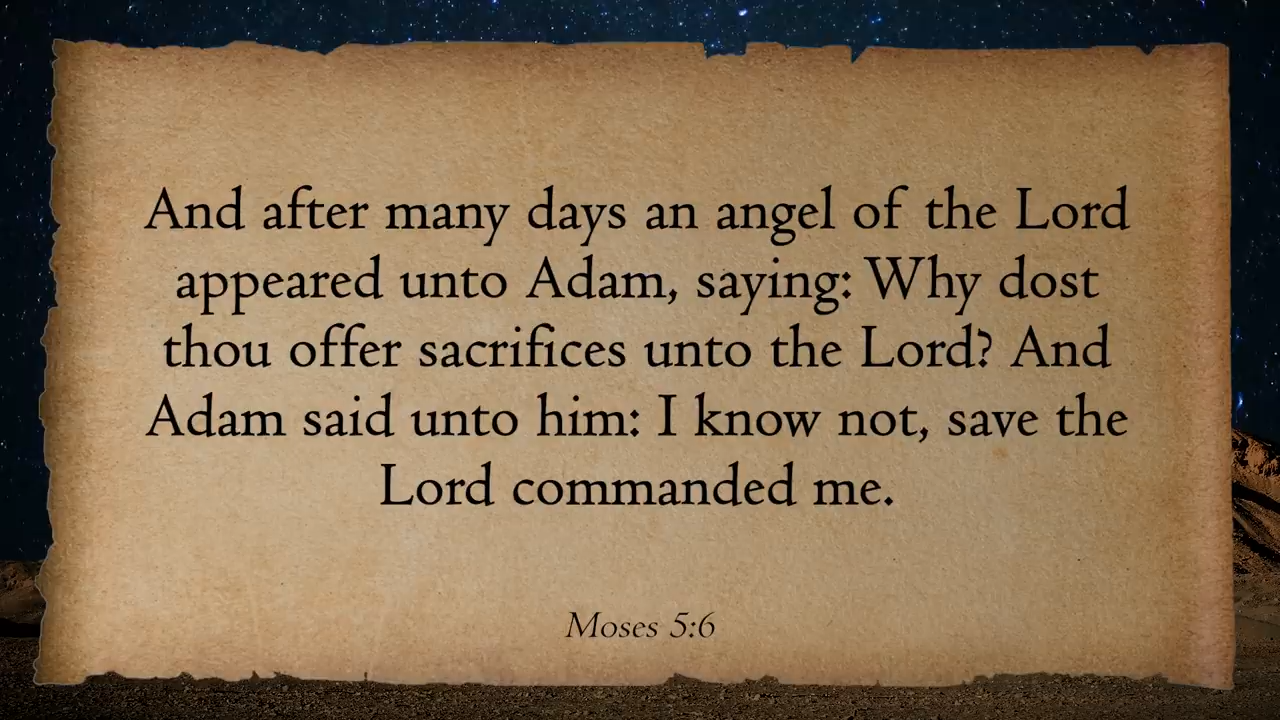 And after many days an angel of the Lord
appeared unto Adam, saying: Why dost
thou offer sacrifices unto the Lord? And
Adam said unto him: I know not, save the
Lord commanded me.
Moses 5:6